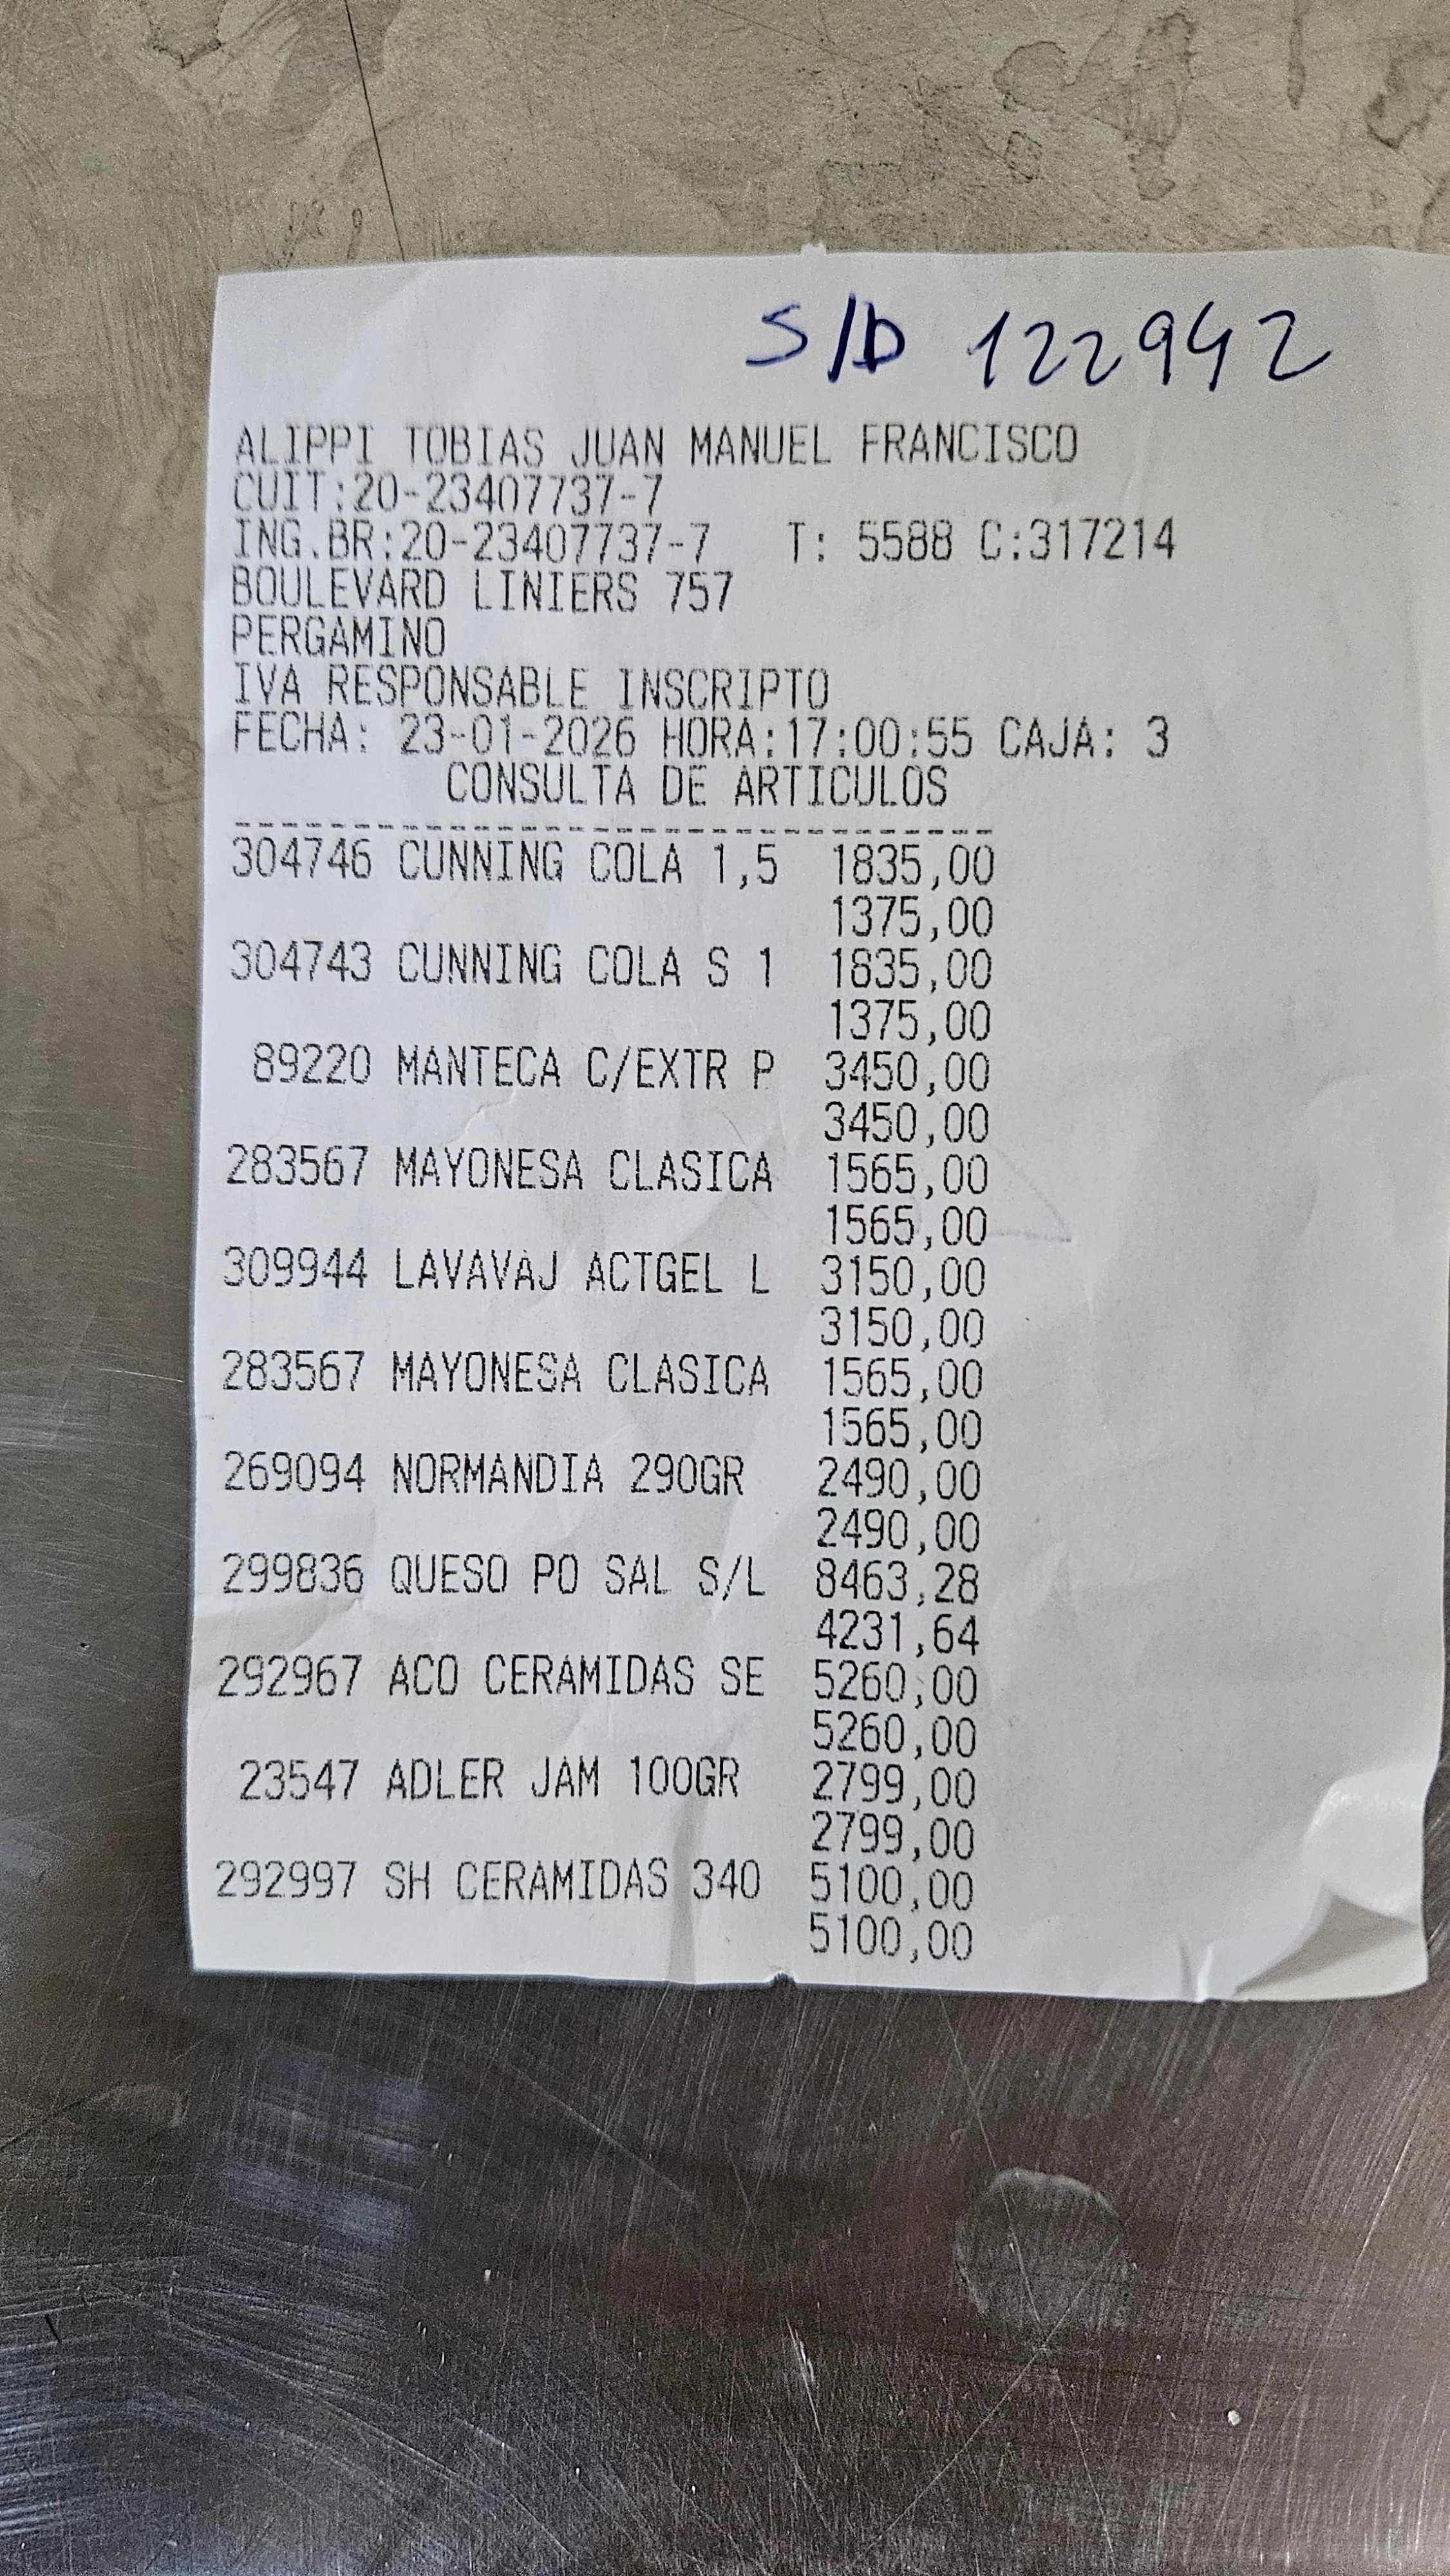 S/D 122942
ALIPPI TOBIAS JUAN MANUEL FRANCISCO
CUIT:20-23407737-7
ING.BR:20-23407737-7 T: 5588 C:317214
BOULEVARD LINIERS 757
PERGAMINO
IVA RESPONSABLE INSCRIPTO
FECHA: 23-01-2026 HORA:17:00:55 CAJA: 3
CONSULTA DE ARTICULOS
--------------------------------
304746 CUNNING COLA 1,5 1835,00
1375,00
304743 CUNNING COLA S 1 1835,00
1375,00
89220 MANTECA C/EXTR P 3450,00
3450,00
283567 MAYONESA CLASICA 1565,00
1565,00
309944 LAVAVAJ ACTGEL L 3150,00
3150,00
283567 MAYONESA CLASICA 1565,00
1565,00
269094 NORMANDIA 290GR 2490,00
2490,00
299836 QUESO PO SAL S/L 8463,28
4231,64
292967 ACO CERAMIDAS SE 5260,00
5260,00
23547 ADLER JAM 100GR 2799,00
2799,00
292997 SH CERAMIDAS 340 5100,00
5100,00